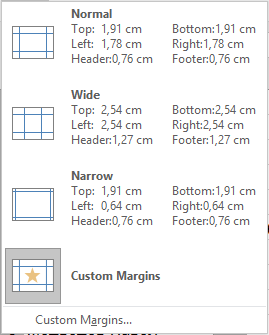 Normal
Top: 1,91 cm Bottom:1,91 cm
Left: 1,78 cm Right:1,78 cm
Header:0,76 cm Footer:0,76 cm
Wide
Top: 2,54 cm Bottom:2,54 cm
Left: 2,54 cm Right:2,54 cm
Header:1,27 cm Footer:1,27 cm
Narrow
Top: 1,91 cm Bottom:1,91 cm
Left: 0,64 cm Right:0,64 cm
Header:0,76 cm Footer:0,76 cm
Custom Margins
Custom Margins...